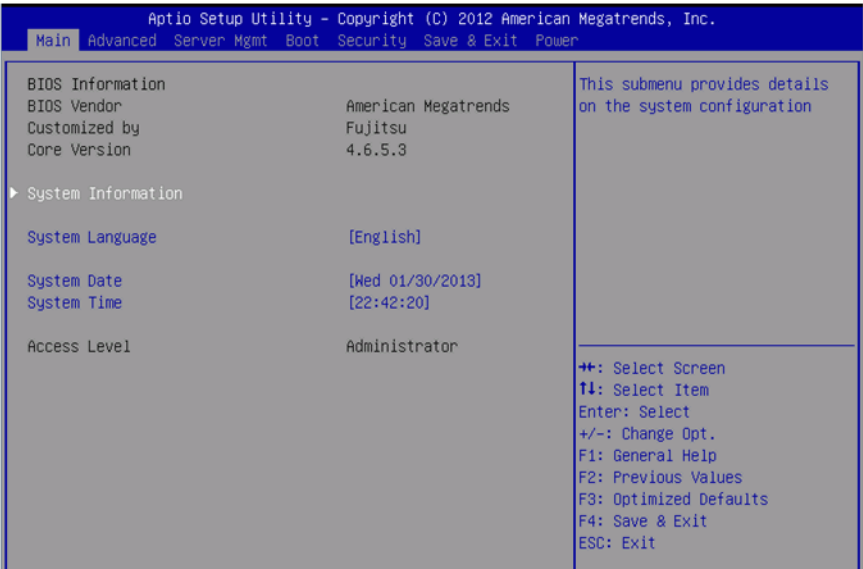 Aptio Setup Utility – Copyright (C) 2012 American Megatrends, Inc.
Main Advanced Server Mgmt Boot Security Save & Exit Power
BIOS Information
BIOS Vendor American Megatrends
Customized by Fujitsu
Core Version 4.6.5.3
System Information
System Language [English]
System Date [Wed 01/30/2013]
System Time [22:42:20]
Access Level Administrator
This submenu provides details
on the system configuration
→←: Select Screen
↑↓: Select Item
Enter: Select
+/-: Change Opt.
F1: General Help
F2: Previous Values
F3: Optimized Defaults
F4: Save & Exit
ESC: Exit